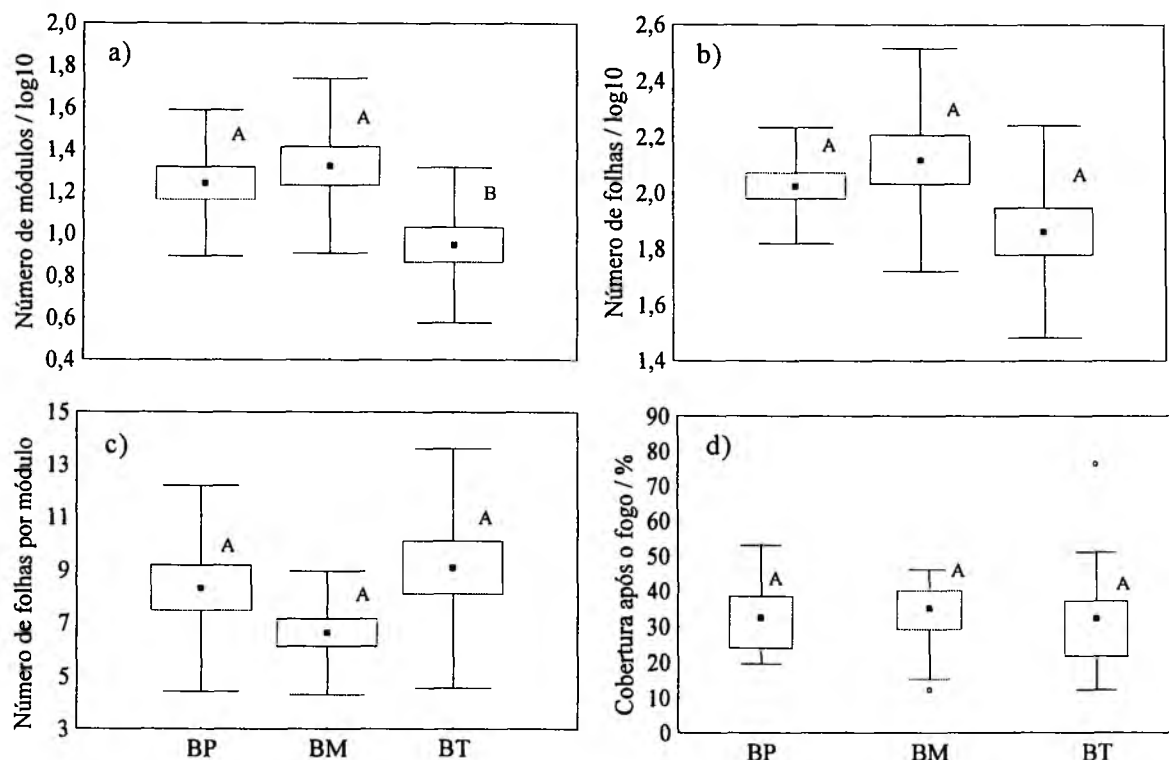 a)
Número de módulos / log10
2,0
1,8
1,6
1,4
1,2
1,0
0,8
0,6
0,4
A
A
B
b)
Número de folhas / log10
2,6
2,4
2,2
2,0
1,8
1,6
1,4
A
A
A
c)
Número de folhas por módulo
15
13
11
9
7
5
3
A
A
A
BP BM BT
d)
Cobertura após o fogo / %
90
80
70
60
50
40
30
20
10
0
A
A
A
BP BM BT